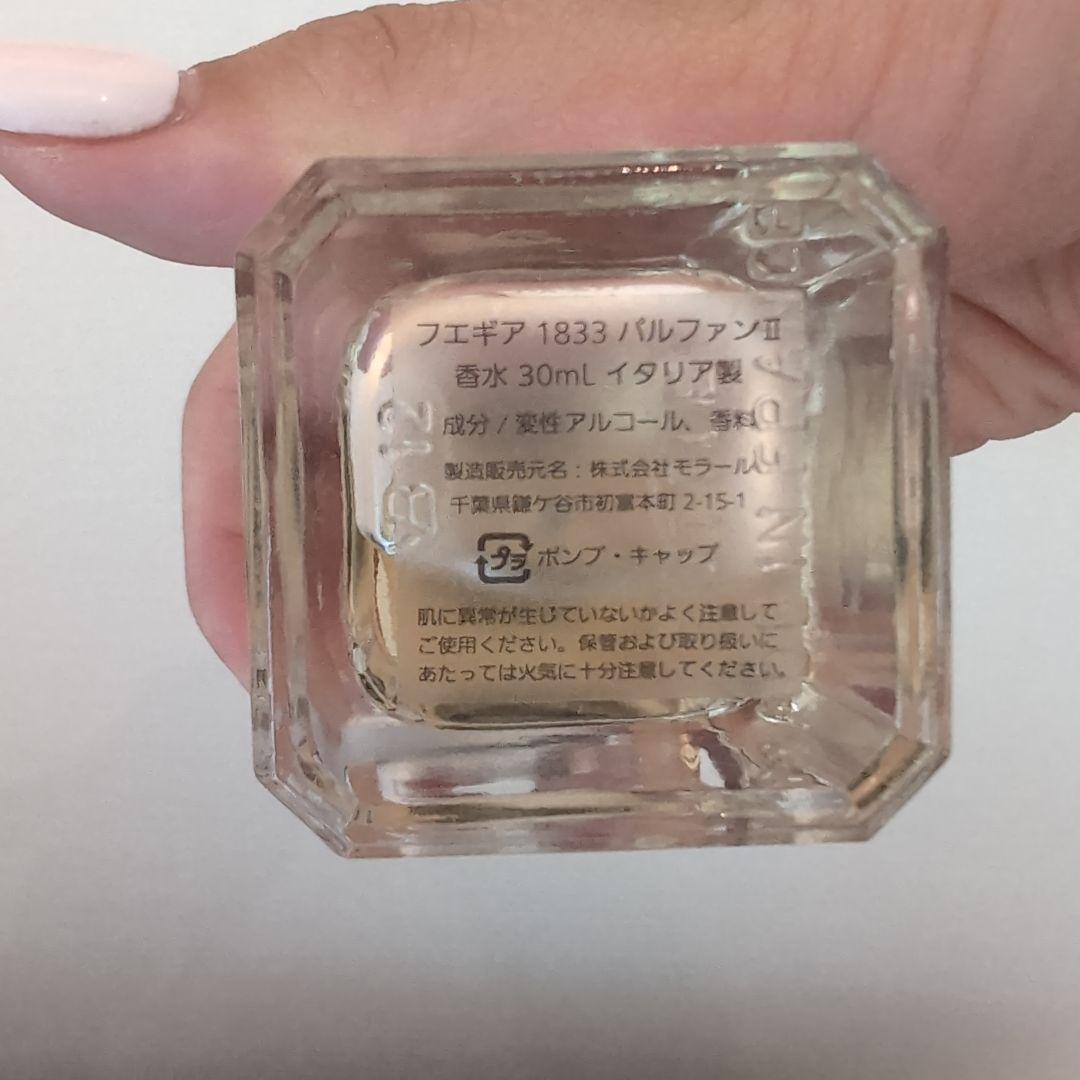 フエギア 1833 パルファンⅡ
香水 30mL イタリア製
成分 / 変性アルコール、香料
製造販売元名：株式会社モラール
千葉県鎌ケ谷市初富本町 2-15-1
プラ ポンプ・キャップ
肌に異常が生じていないかよく注意して
ご使用ください。保管および取り扱いに
あたっては火気に十分注意してください。